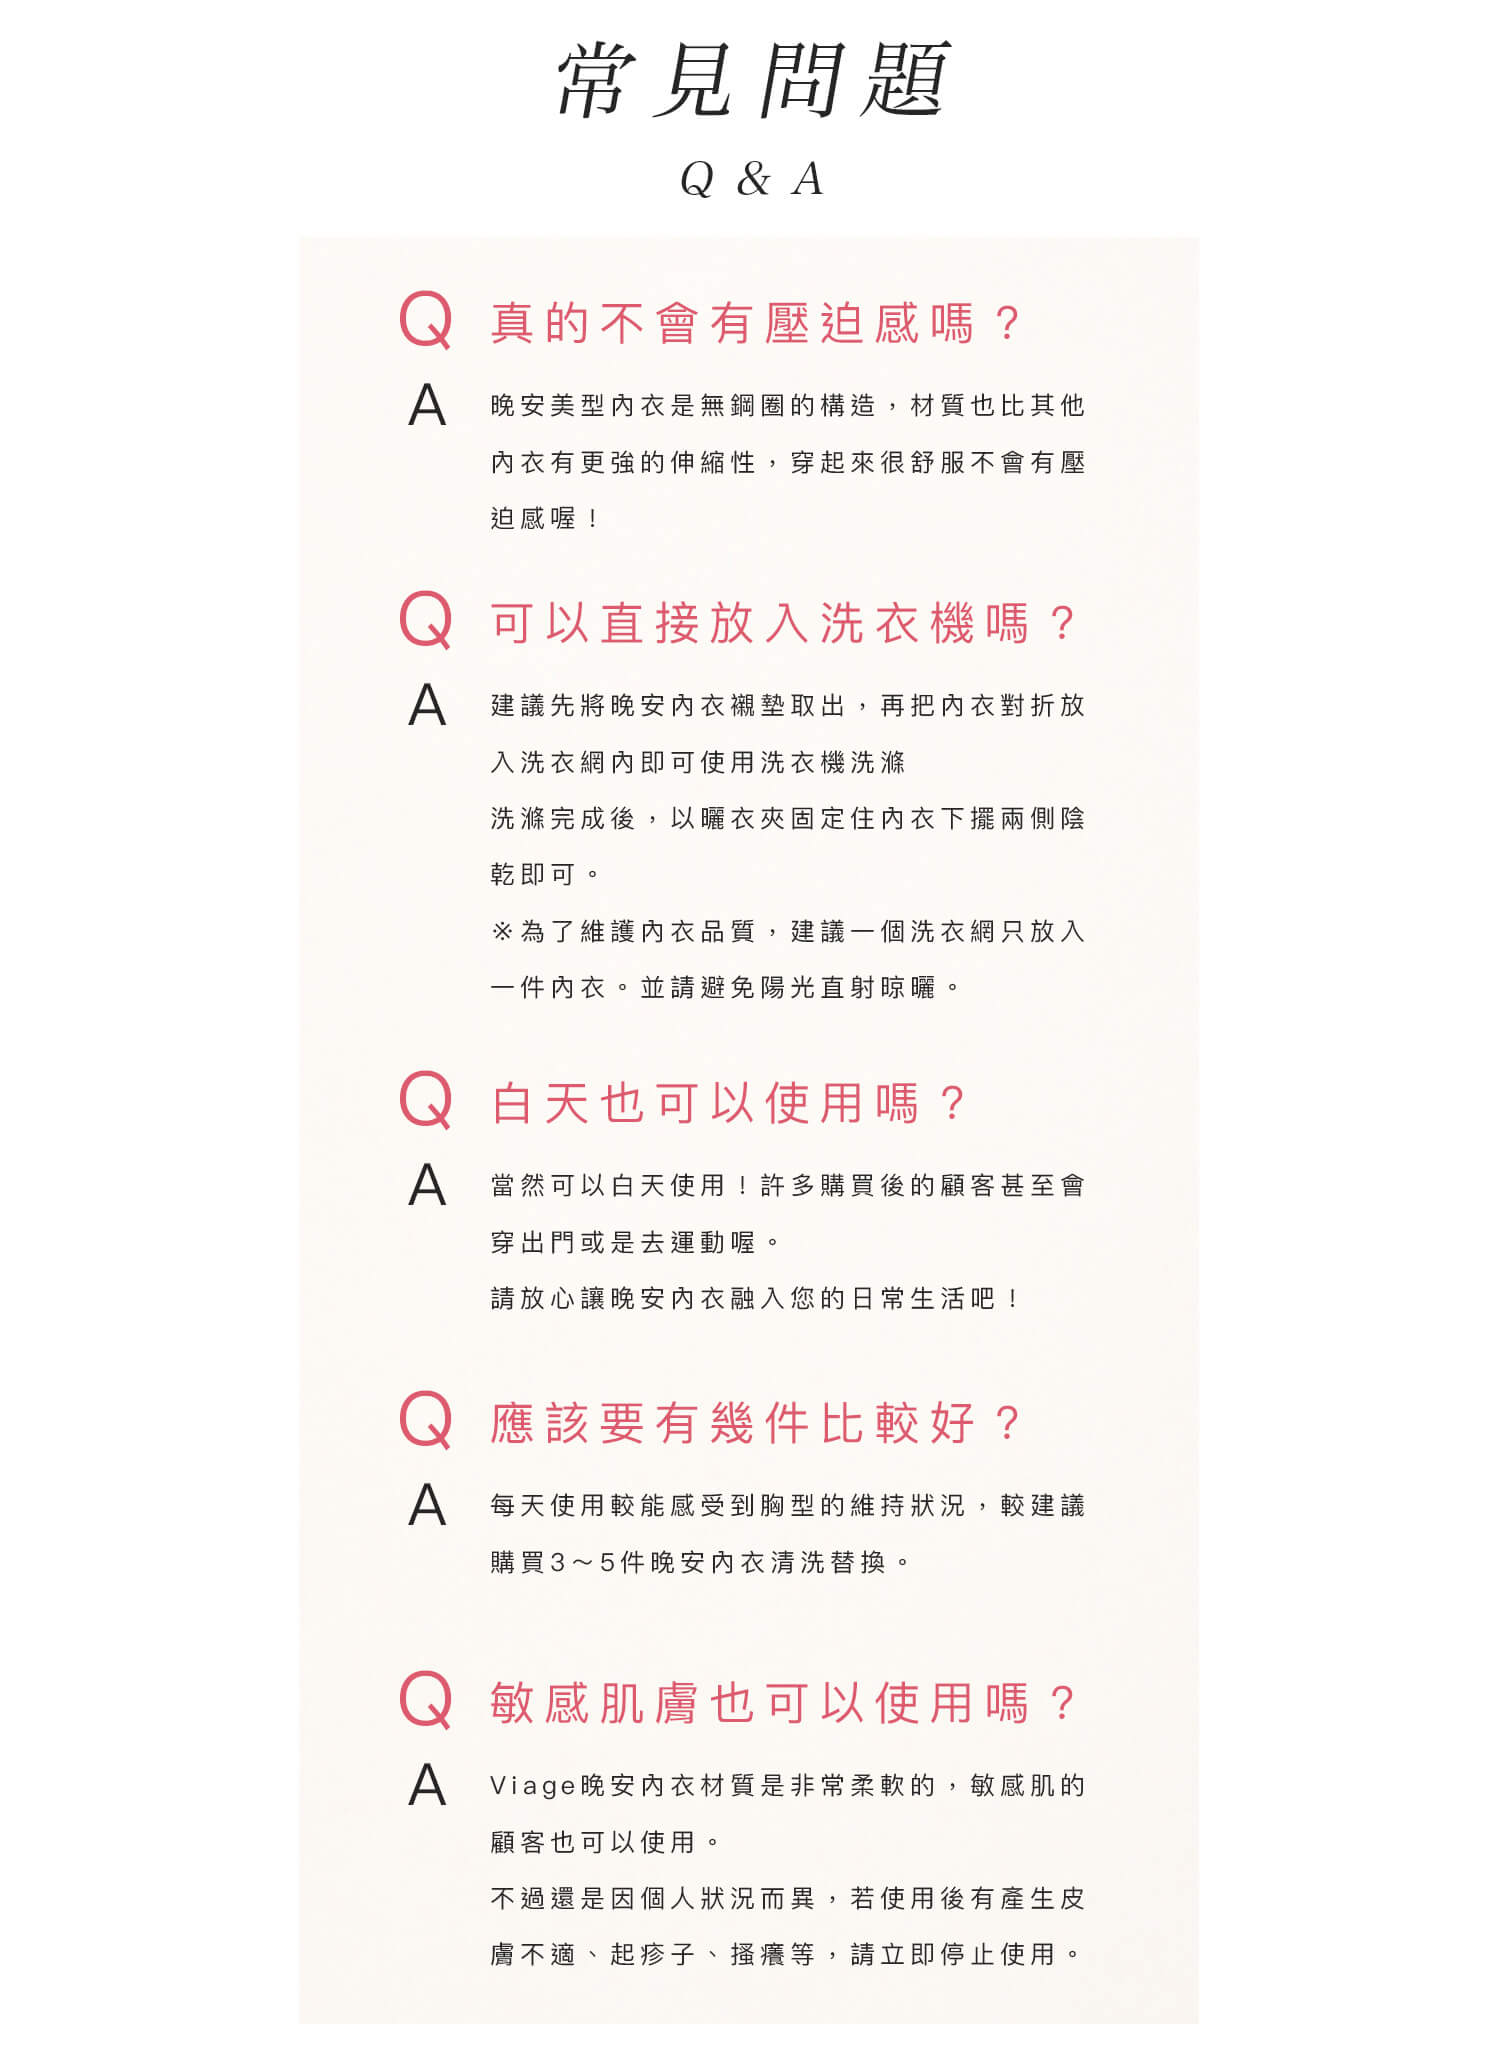 常見問題
Q & A
Q 真的不會有壓迫感嗎？
A 晚安美型內衣是無鋼圈的構造，材質也比其他
內衣有更強的伸縮性，穿起來很舒服不會有壓
迫感喔！
Q 可以直接放入洗衣機嗎？
A 建議先將晚安內衣襯墊取出，再把內衣對折放
入洗衣網內即可使用洗衣機洗滌
洗滌完成後，以曬衣夾固定住內衣下擺兩側陰
乾即可。
※為了維護內衣品質，建議一個洗衣網只放入
一件內衣。並請避免陽光直射晾曬。
Q 白天也可以使用嗎？
A 當然可以白天使用！許多購買後的顧客甚至會
穿出門或是去運動喔。
請放心讓晚安內衣融入您的日常生活吧！
Q 應該要有幾件比較好？
A 每天使用較能感受到胸型的維持狀況，較建議
購買3～5件晚安內衣清洗替換。
Q 敏感肌膚也可以使用嗎？
A Viage晚安內衣材質是非常柔軟的，敏感肌的
顧客也可以使用。
不過還是因個人狀況而異，若使用後有產生皮
膚不適、起疹子、搔癢等，請立即停止使用。